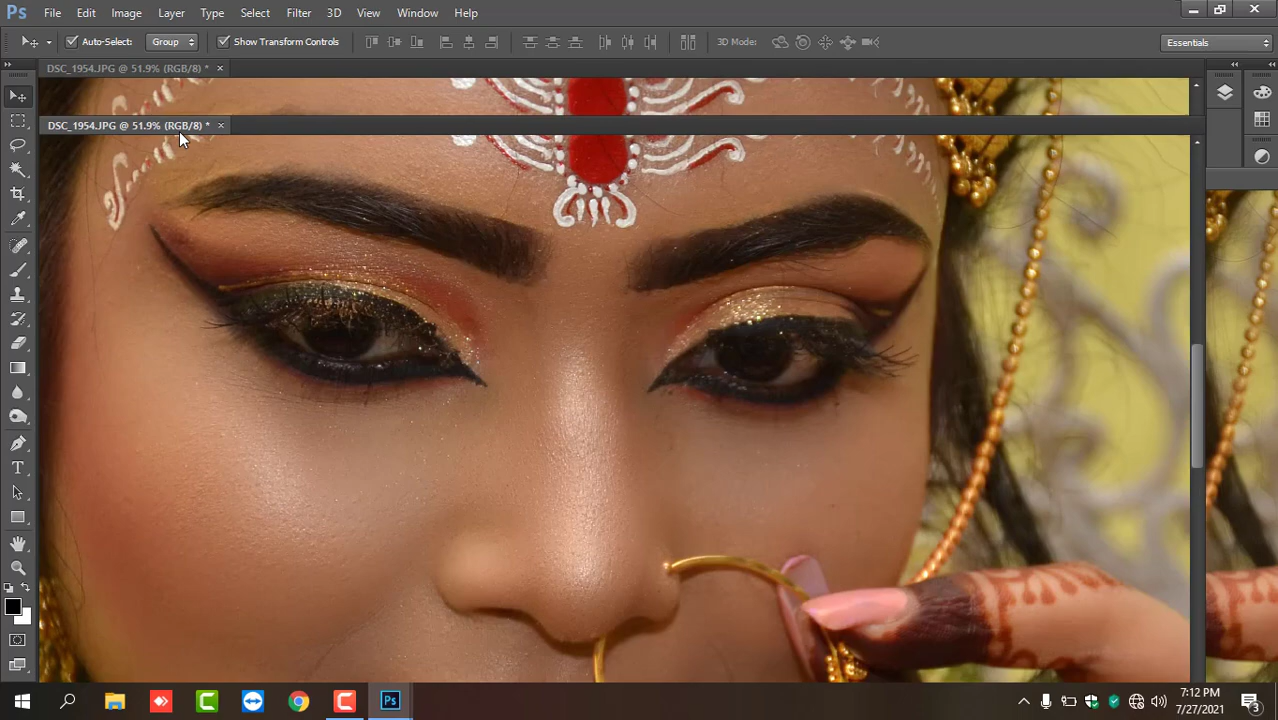 Ps File Edit Image Layer Type Select Filter 3D View Window Help
Auto-Select: Group Show Transform Controls 3D Mode: Essentials
DSC_1954.JPG @ 51.9% (RGB/8) * ×
DSC_1954.JPG @ 51.9% (RGB/8) * ×
T
Ps
7:12 PM
7/27/2021
3